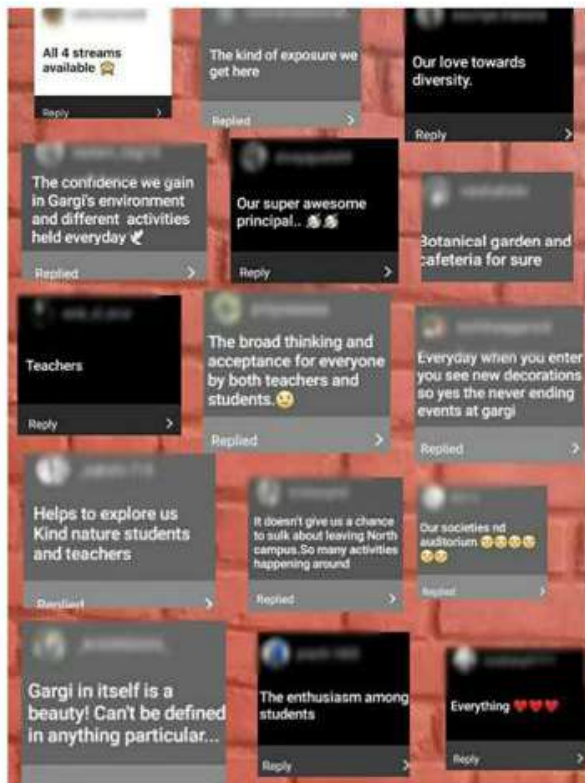 All 4 streams
available 🙊
Reply
The kind of exposure we
get here
Replied
Our love towards
diversity.
Reply
The confidence we gain
in Gargi's environment
and different activities
held everyday 🕊
Replied
Our super awesome
principal..
Reply
Botanical garden and
cafeteria for sure
Teachers
Reply
The broad thinking and
acceptance for everyone
by both teachers and
students.
Replied
Everyday when you enter
you see new decorations
so yes the never ending
events at gargi
Replied
Helps to explore us
Kind nature students
and teachers
Replied
It doesn't give us a chance
to sulk about leaving North
campus.So many activities
happening around
Replied
Our societies nd
auditorium
Replied
Gargi in itself is a
beauty! Can't be defined
in anything particular...
The enthusiasm among
students
Reply
Everything ❤❤❤
Reply